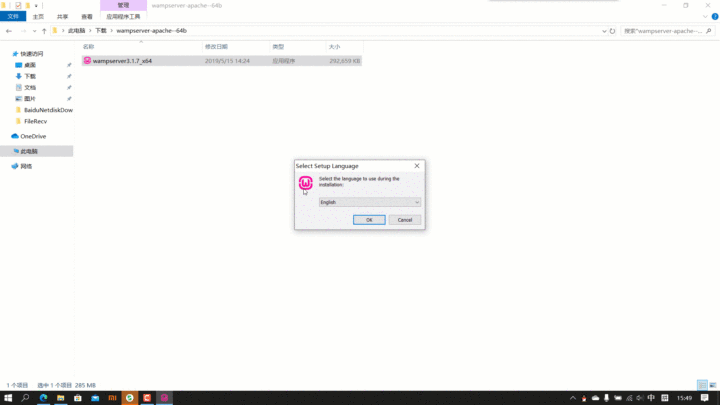 管理
wampserver-apache--64b
文件
主页
共享
查看
应用程序工具
此电脑
下载
wampserver-apache--64b
搜索"wampserver-apache--...
名称
修改日期
类型
大小
快速访问
桌面
下载
文档
图片
BaiduNetdiskDow
FileRecv
OneDrive
此电脑
网络
wampserver3.1.7_x64
2019/5/15 14:24
应用程序
292,659 KB
Select Setup Language
Select the language to use during the
installation:
English
OK
Cancel
1 个项目
选中 1 个项目 285 MB
中
15:49